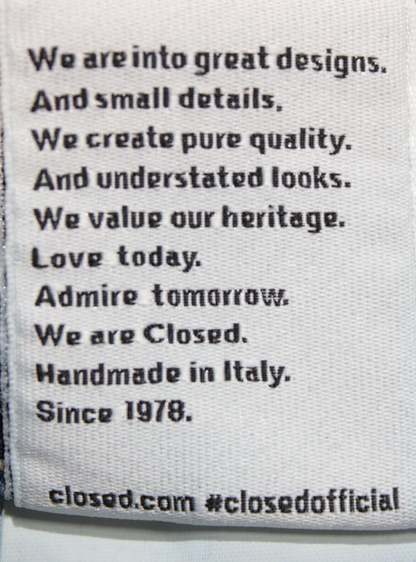 We are into great designs.
And small details.
We create pure quality.
And understated looks.
We value our heritage.
Love today.
Admire tomorrow.
We are Closed.
Handmade in Italy.
Since 1978.
closed.com #closedofficial